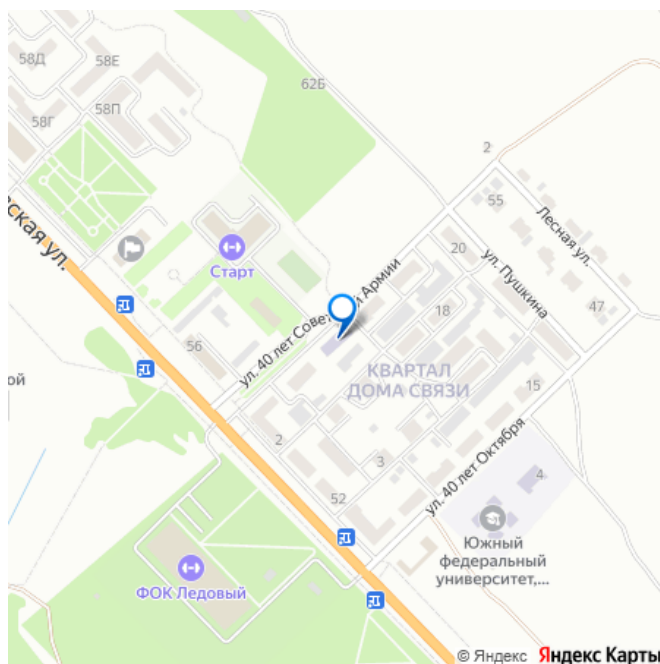 58Д
58Е
62Б
58П
58Г
2
55
Лесная ул.
вская ул.
Старт
20
ул. Пушкина
ул. 40 лет Советской Армии
18
47
56
КВАРТАЛ
ДОМА СВЯЗИ
ой
15
2
3
ул. 40 лет Октября
4
52
Южный
федеральный
университет,...
ФОК Ледовый
© Яндекс Яндекс Карты